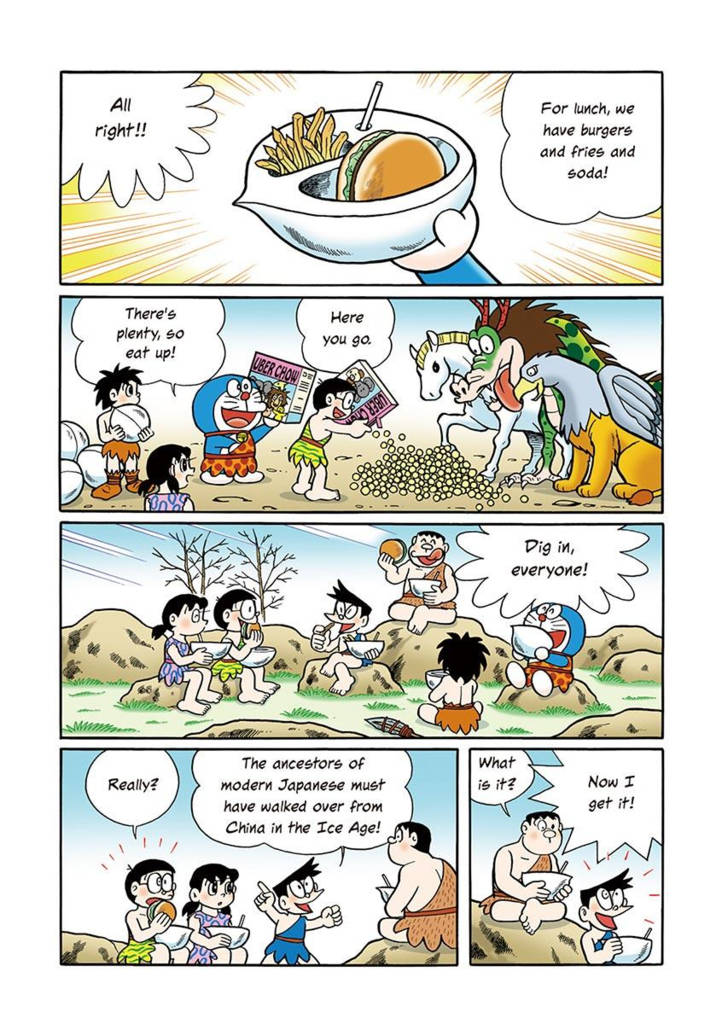 All
right!!
For lunch, we
have burgers
and fries and
soda!
There's
plenty, so
eat up!
Here
you go.
UBER CHOW
UBER CHOW
Dig in,
everyone!
Really?
The ancestors of
modern Japanese must
have walked over from
China in the Ice Age!
What
is it?
Now I
get it!